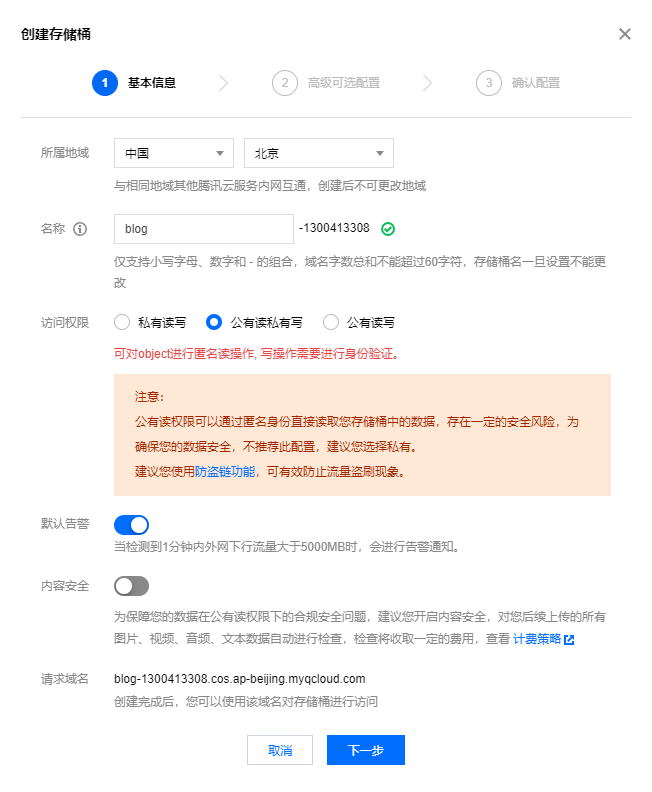 创建存储桶
1 基本信息 2 高级可选配置 3 确认配置
所属地域 中国 北京
与相同地域其他腾讯云服务内网互通，创建后不可更改地域
名称 blog -1300413308
仅支持小写字母、数字和 - 的组合，域名字数总和不能超过60字符，存储桶名一旦设置不能更
改
访问权限 私有读写 公有读私有写 公有读写
可对object进行匿名读操作, 写操作需要进行身份验证。
注意：
公有读权限可以通过匿名身份直接读取您存储桶中的数据，存在一定的安全风险，为
确保您的数据安全，不推荐此配置，建议您选择私有。
建议您使用防盗链功能，可有效防止流量盗刷现象。
默认告警
当检测到1分钟内外网下行流量大于5000MB时，会进行告警通知。
内容安全
为保障您的数据在公有读权限下的合规安全问题，建议您开启内容安全，对您后续上传的所有
图片、视频、音频、文本数据自动进行检查，检查将收取一定的费用，查看 计费策略
请求域名 blog-1300413308.cos.ap-beijing.myqcloud.com
创建完成后，您可以使用该域名对存储桶进行访问
取消 下一步